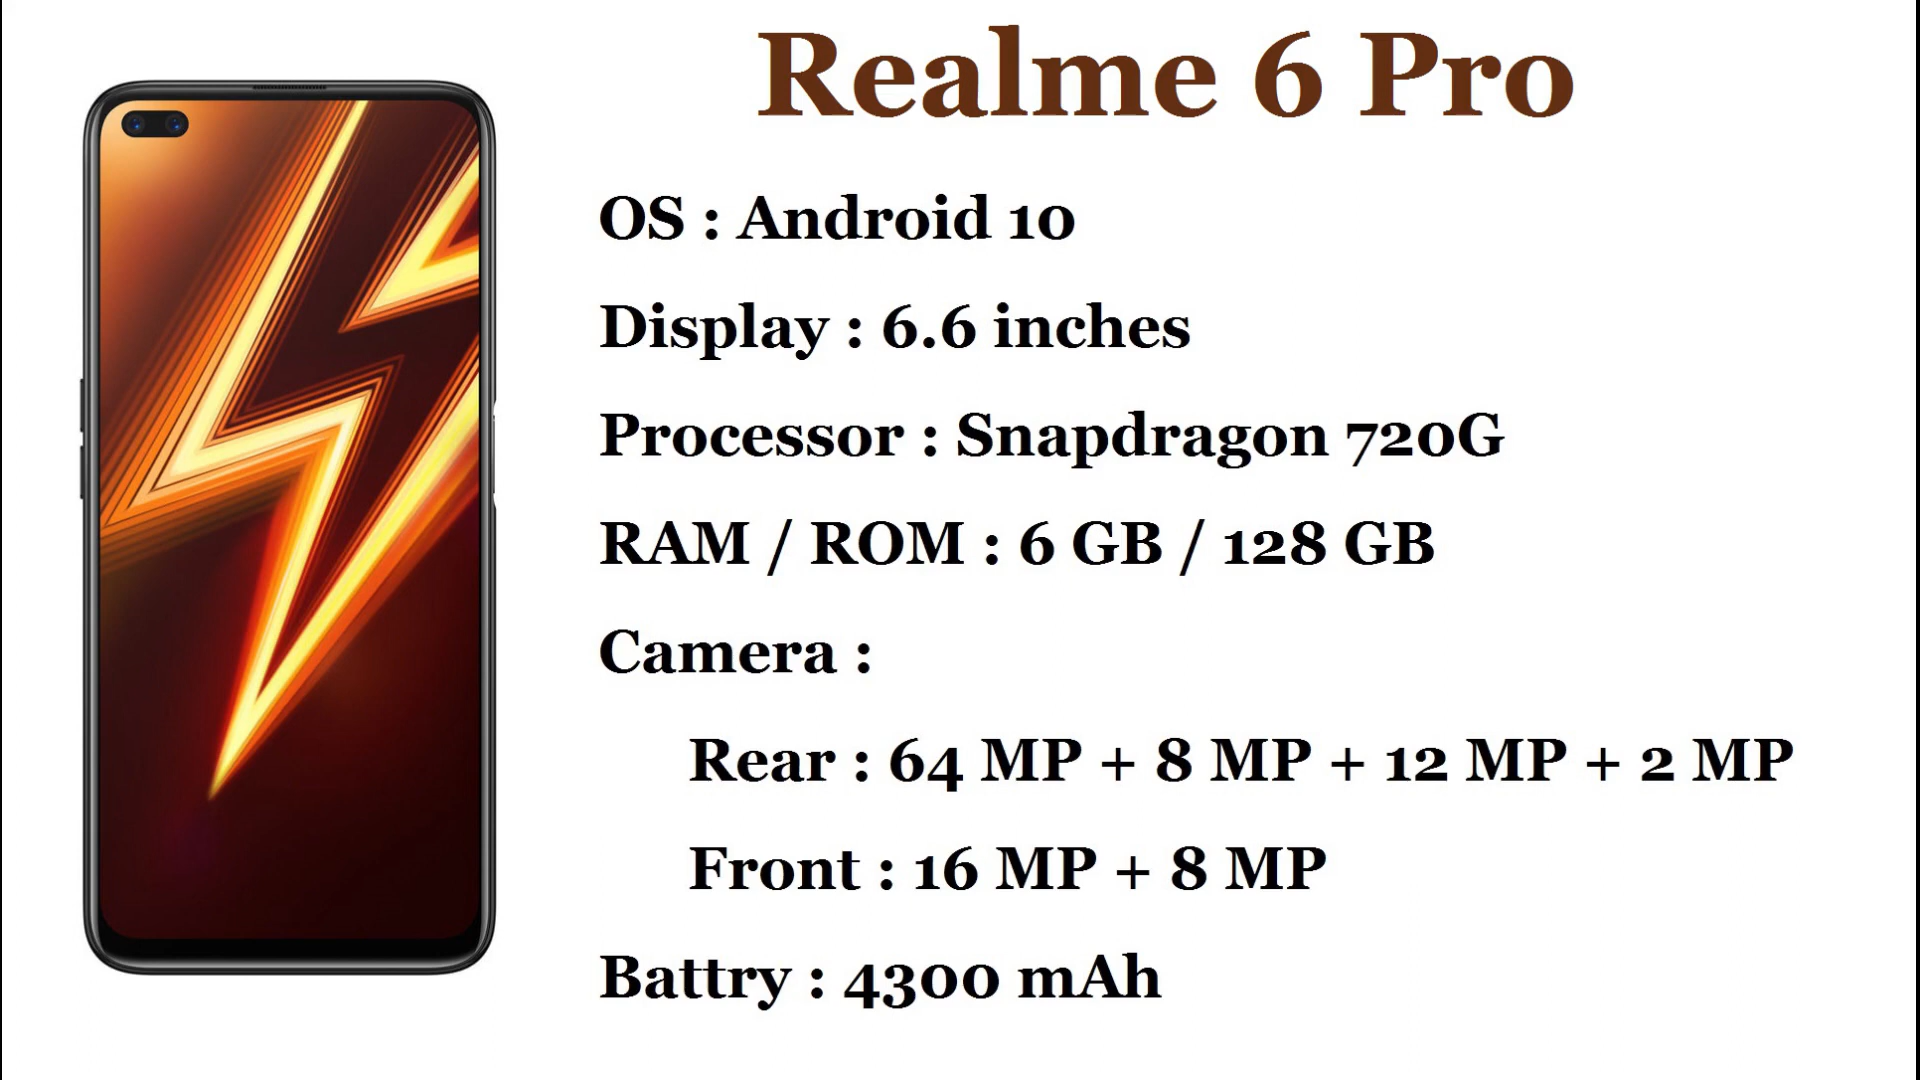 Realme 6 Pro
OS : Android 10
Display : 6.6 inches
Processor : Snapdragon 720G
RAM / ROM : 6 GB / 128 GB
Camera :
Rear : 64 MP + 8 MP + 12 MP + 2 MP
Front : 16 MP + 8 MP
Battry : 4300 mAh